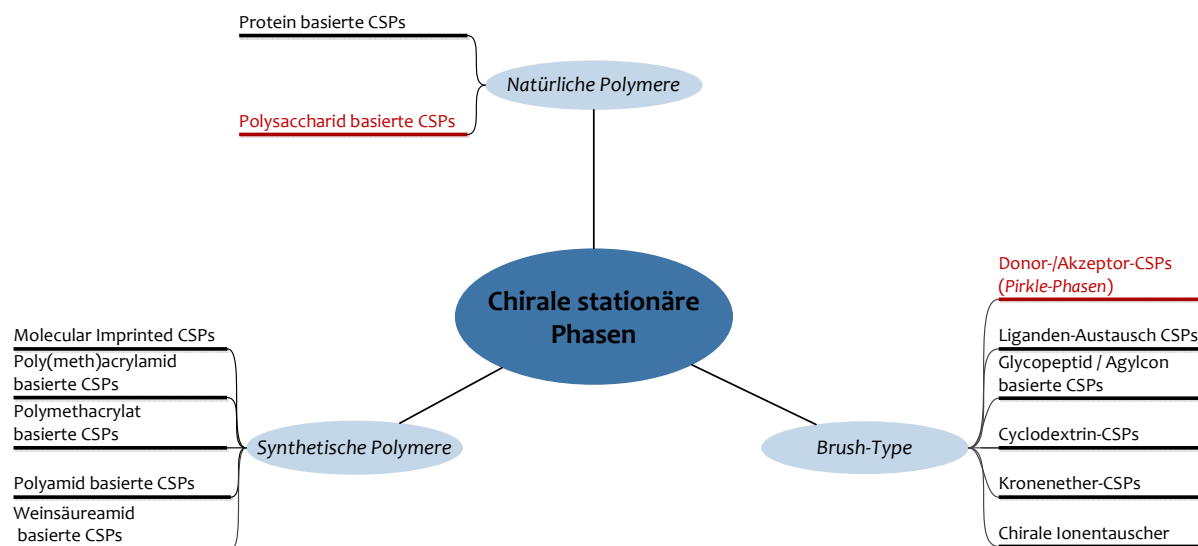 Protein basierte CSPs
Natürliche Polymere
Polysaccharid basierte CSPs
Chirale stationäre
Phasen
Donor-/Akzeptor-CSPs
(Pirkle-Phasen)
Liganden-Austausch CSPs
Glycopeptid / Agylcon
basierte CSPs
Cyclodextrin-CSPs
Kronenether-CSPs
Chirale Ionentauscher
Brush-Type
Molecular Imprinted CSPs
Poly(meth)acrylamid
basierte CSPs
Polymethacrylat
basierte CSPs
Polyamid basierte CSPs
Weinsäureamid
basierte CSPs
Synthetische Polymere